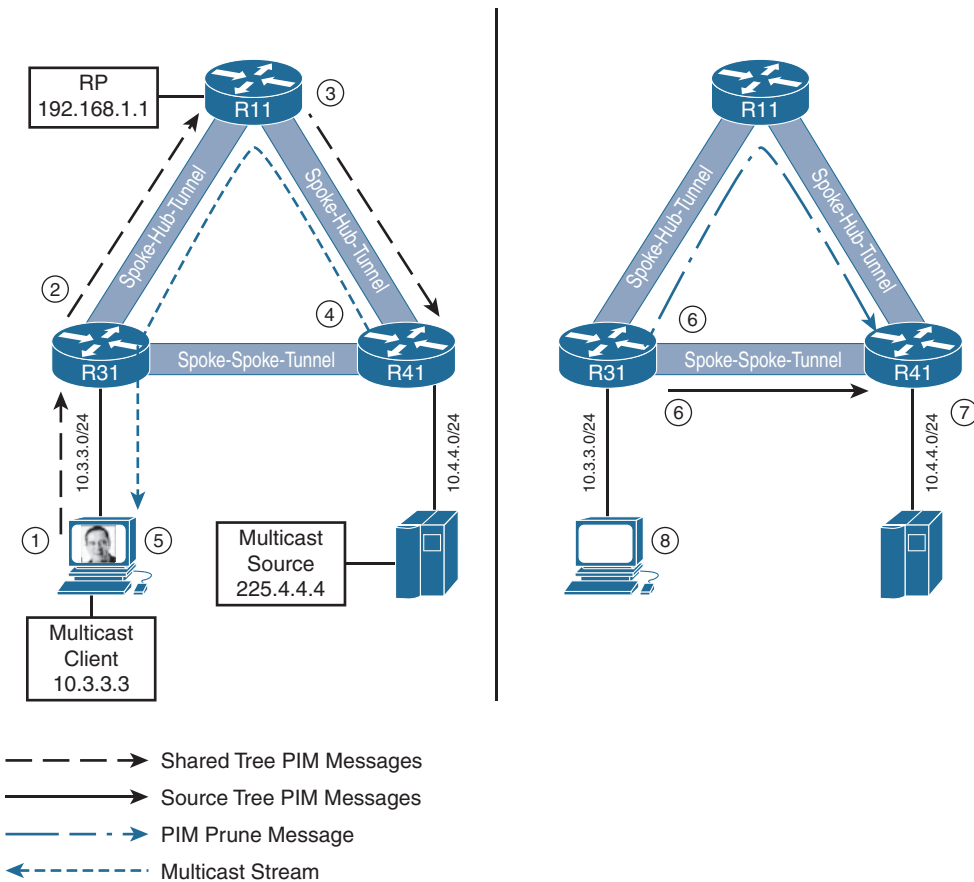 RP
192.168.1.1
R11
3
Spoke-Hub-Tunnel
Spoke-Hub-Tunnel
2
4
R31
Spoke-Spoke-Tunnel
R41
10.3.3.0/24
10.4.4.0/24
1
5
Multicast
Source
225.4.4.4
Multicast
Client
10.3.3.3
R11
Spoke-Hub-Tunnel
Spoke-Hub-Tunnel
6
R31
Spoke-Spoke-Tunnel
R41
6
7
10.3.3.0/24
10.4.4.0/24
8
Shared Tree PIM Messages
Source Tree PIM Messages
PIM Prune Message
Multicast Stream